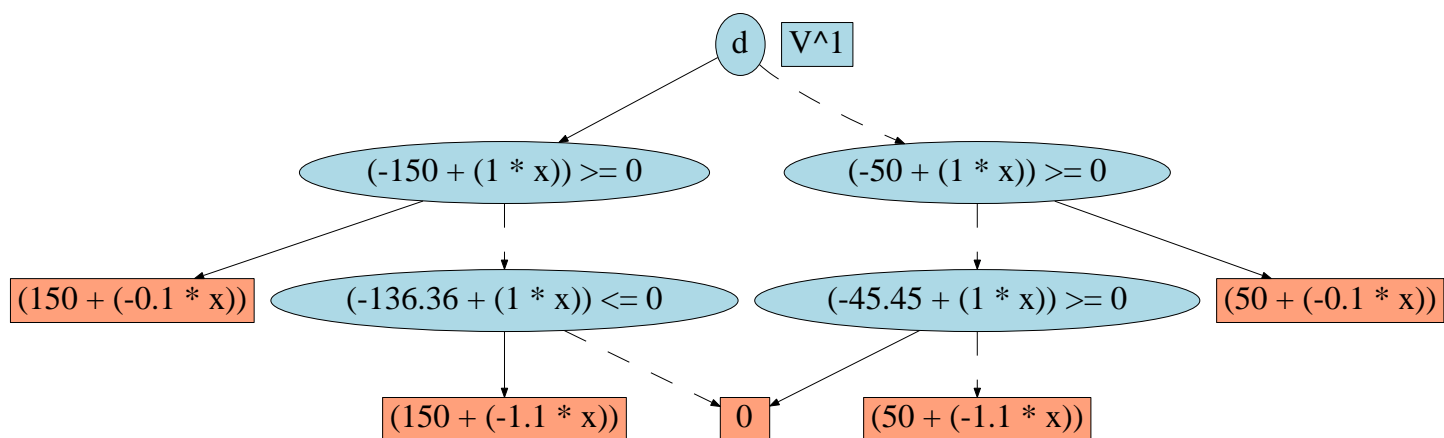 d
V^1
(-150 + (1 * x)) >= 0
(-50 + (1 * x)) >= 0
(150 + (-0.1 * x))
(-136.36 + (1 * x)) <= 0
(-45.45 + (1 * x)) >= 0
(50 + (-0.1 * x))
(150 + (-1.1 * x))
0
(50 + (-1.1 * x))